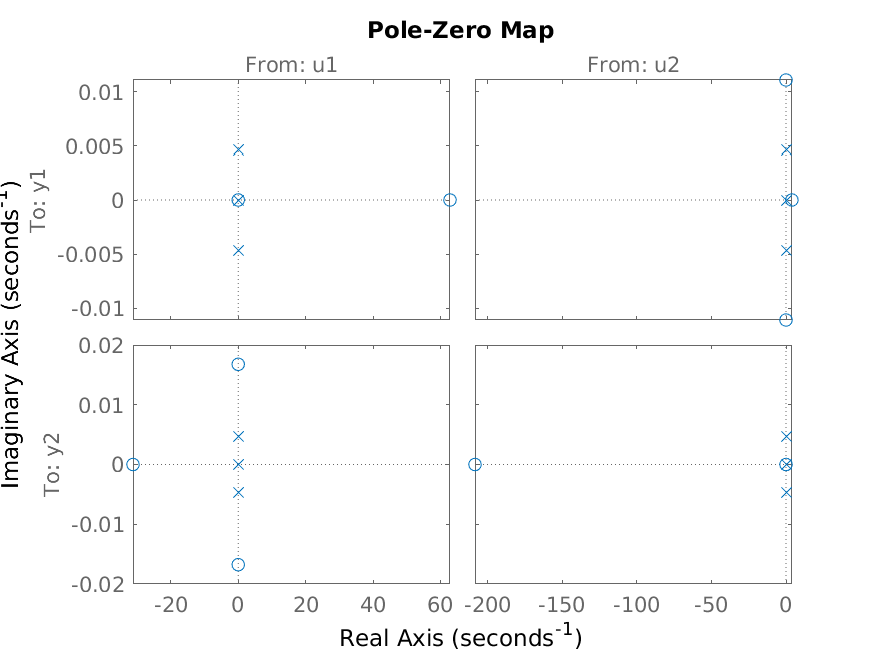 Pole-Zero Map
From: u1
From: u2
0.01
0.005
0
-0.005
-0.01
To: y1
0.02
0.01
0
-0.01
-0.02
To: y2
Imaginary Axis (seconds⁻¹)
-20 0 20 40 60
-200 -150 -100 -50 0
Real Axis (seconds⁻¹)